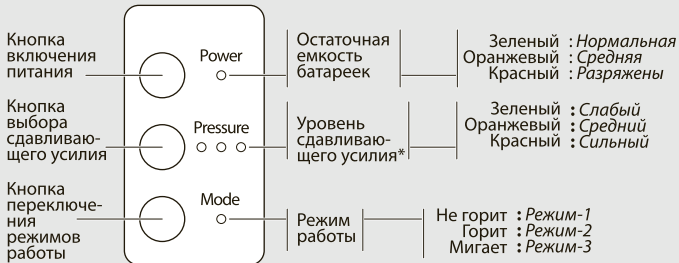 Кнопка
включения
питания
Power
Остаточная
емкость
батареек
Зеленый : Нормальная
Оранжевый : Средняя
Красный : Разряжены
Кнопка
выбора
сдавливаю-
щего усилия
Pressure
Уровень
сдавливаю-
щего усилия*
Зеленый : Слабый
Оранжевый : Средний
Красный : Сильный
Кнопка
переключе-
ния
режимов
работы
Mode
Режим
работы
Не горит : Режим-1
Горит : Режим-2
Мигает : Режим-3